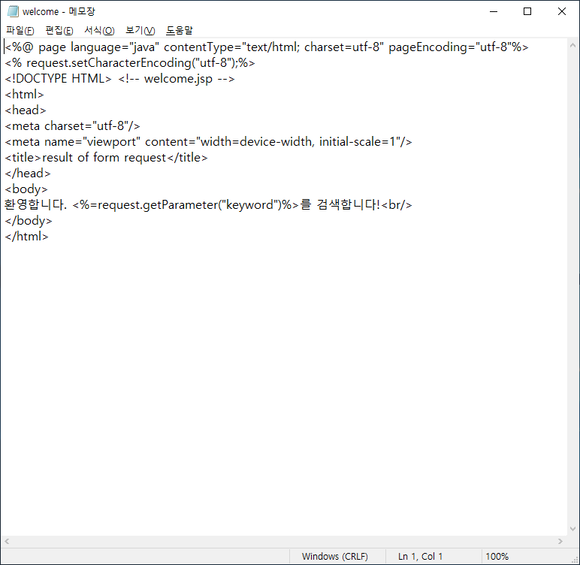 welcome - 메모장
파일(F) 편집(E) 서식(O) 보기(V) 도움말
<%@ page language="java" contentType="text/html; charset=utf-8" pageEncoding="utf-8"%>
<% request.setCharacterEncoding("utf-8");%>
<!DOCTYPE HTML> <!-- welcome.jsp -->
<html>
<head>
<meta charset="utf-8"/>
<meta name="viewport" content="width=device-width, initial-scale=1"/>
<title>result of form request</title>
</head>
<body>
환영합니다. <%=request.getParameter("keyword")%>를 검색합니다!<br/>
</body>
</html>
Windows (CRLF) Ln 1, Col 1 100%